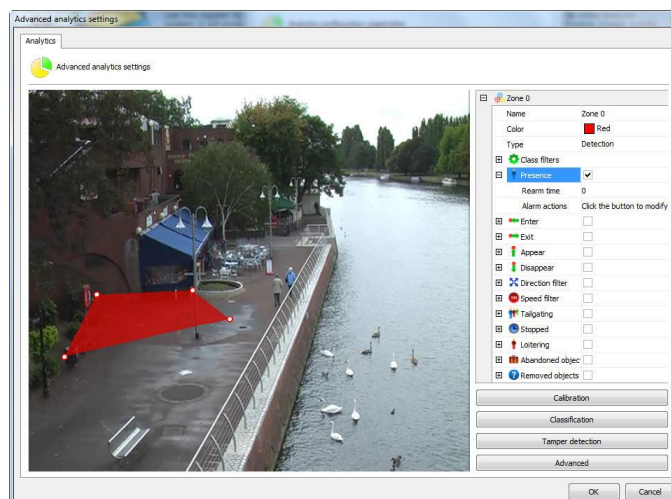 Advanced analytics settings
Analytics
Advanced analytics settings
Zone 0
Name Zone 0
Color Red
Type Detection
Class filters
Presence
Rearm time 0
Alarm actions Click the button to modify
Enter
Exit
Appear
Disappear
Direction filter
Speed filter
Tailgating
Stopped
Loitering
Abandoned objec
Removed objects
Calibration
Classification
Tamper detection
Advanced
OK Cancel